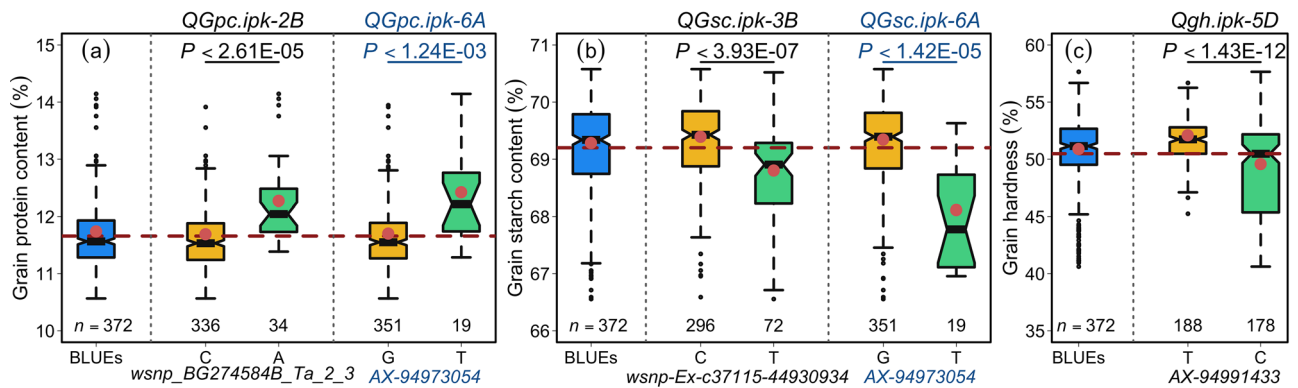 QGpc.ipk-2B QGpc.ipk-6A
(a) P < 2.61E-05 P < 1.24E-03
Grain protein content (%)
15
14
13
12
11
10
n = 372 336 34 351 19
BLUEs C A G T
wsnp_BG274584B_Ta_2_3 AX-94973054
QGsc.ipk-3B QGsc.ipk-6A
(b) P < 3.93E-07 P < 1.42E-05
Grain starch content (%)
71
70
69
68
67
66
n = 372 296 72 351 19
BLUEs C T G T
wsnp-Ex-c37115-44930934 AX-94973054
Qgh.ipk-5D
(c) P < 1.43E-12
Grain hardness (%)
60
55
50
45
40
35
n = 372 188 178
BLUEs T C
AX-94991433